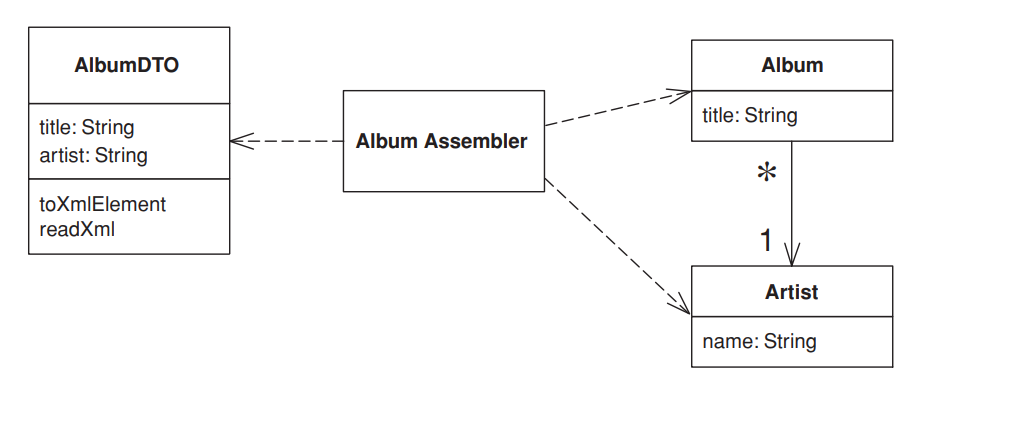 AlbumDTO
title: String
artist: String
toXmlElement
readXml
Album Assembler
Album
title: String
*
1
Artist
name: String